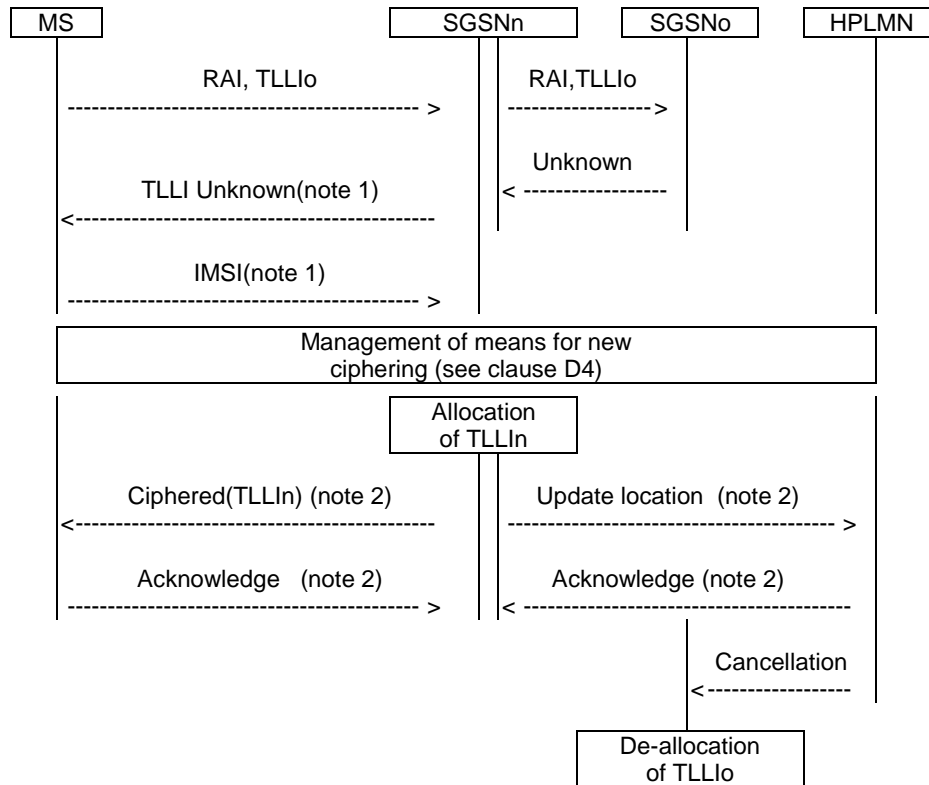 MS
SGSNn
SGSNo
HPLMN
RAI, TLLIo
RAI,TLLIo
Unknown
TLLI Unknown(note 1)
IMSI(note 1)
Management of means for new
ciphering (see clause D4)
Allocation
of TLLIn
Ciphered(TLLIn) (note 2)
Update location (note 2)
Acknowledge (note 2)
Acknowledge (note 2)
Cancellation
De-allocation
of TLLIo